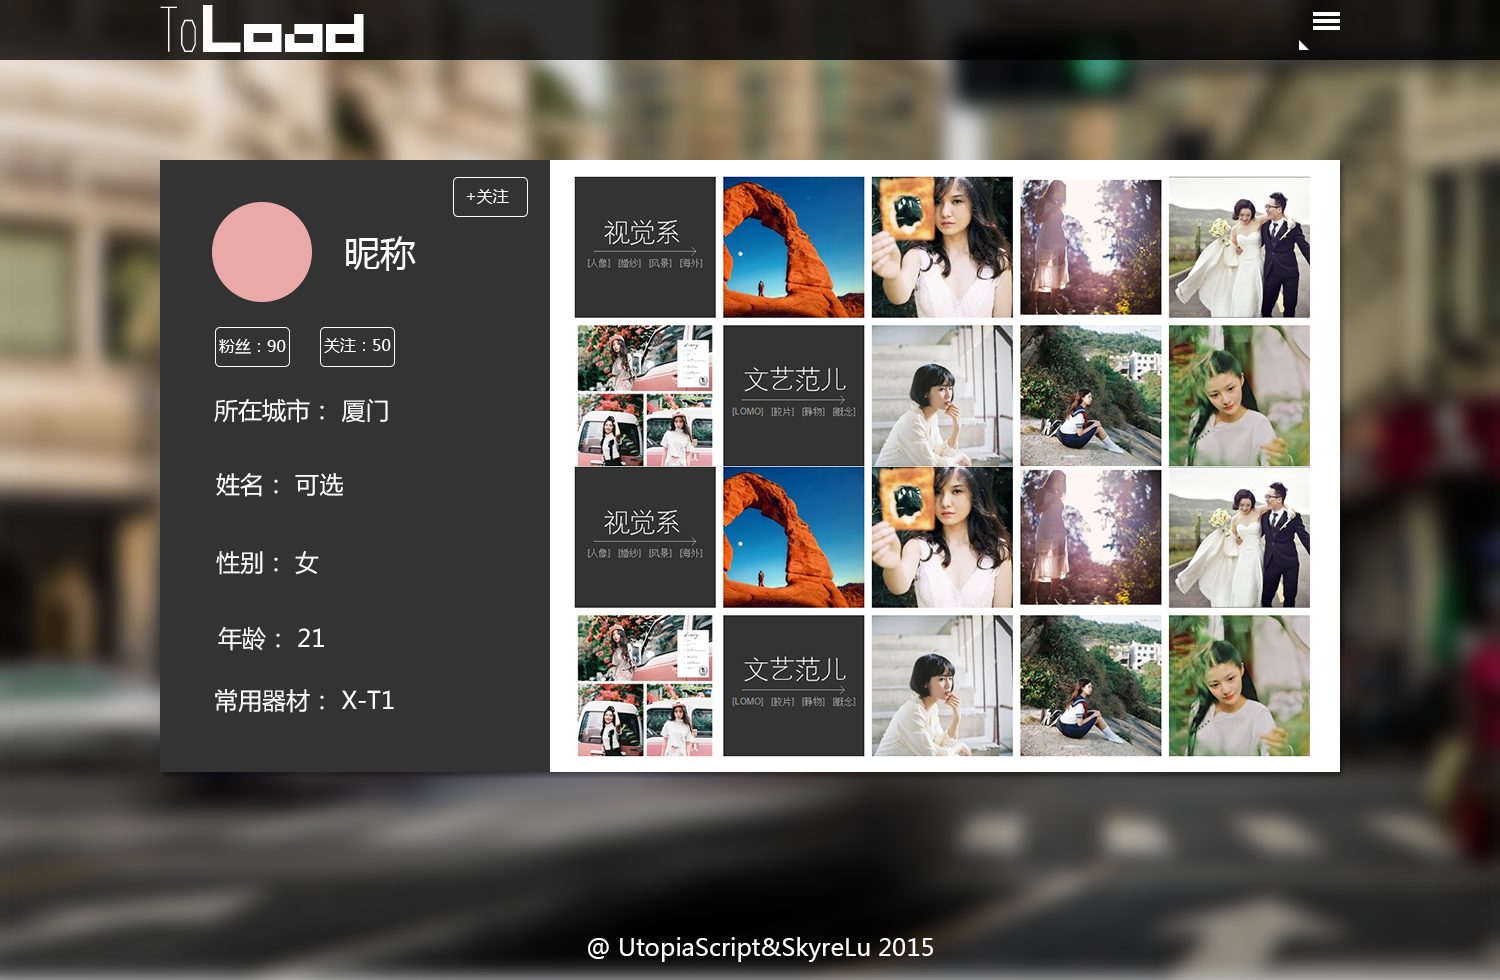 ToLoad
+关注
昵称
粉丝：90
关注：50
所在城市： 厦门
姓名： 可选
性别： 女
年龄： 21
常用器材： X-T1
视觉系
[人像] [婚纱] [风景] [海外]
文艺范儿
[LOMO] [胶片] [静物] [概念]
视觉系
[人像] [婚纱] [风景] [海外]
文艺范儿
[LOMO] [胶片] [静物] [概念]
@ UtopiaScript&SkyreLu 2015